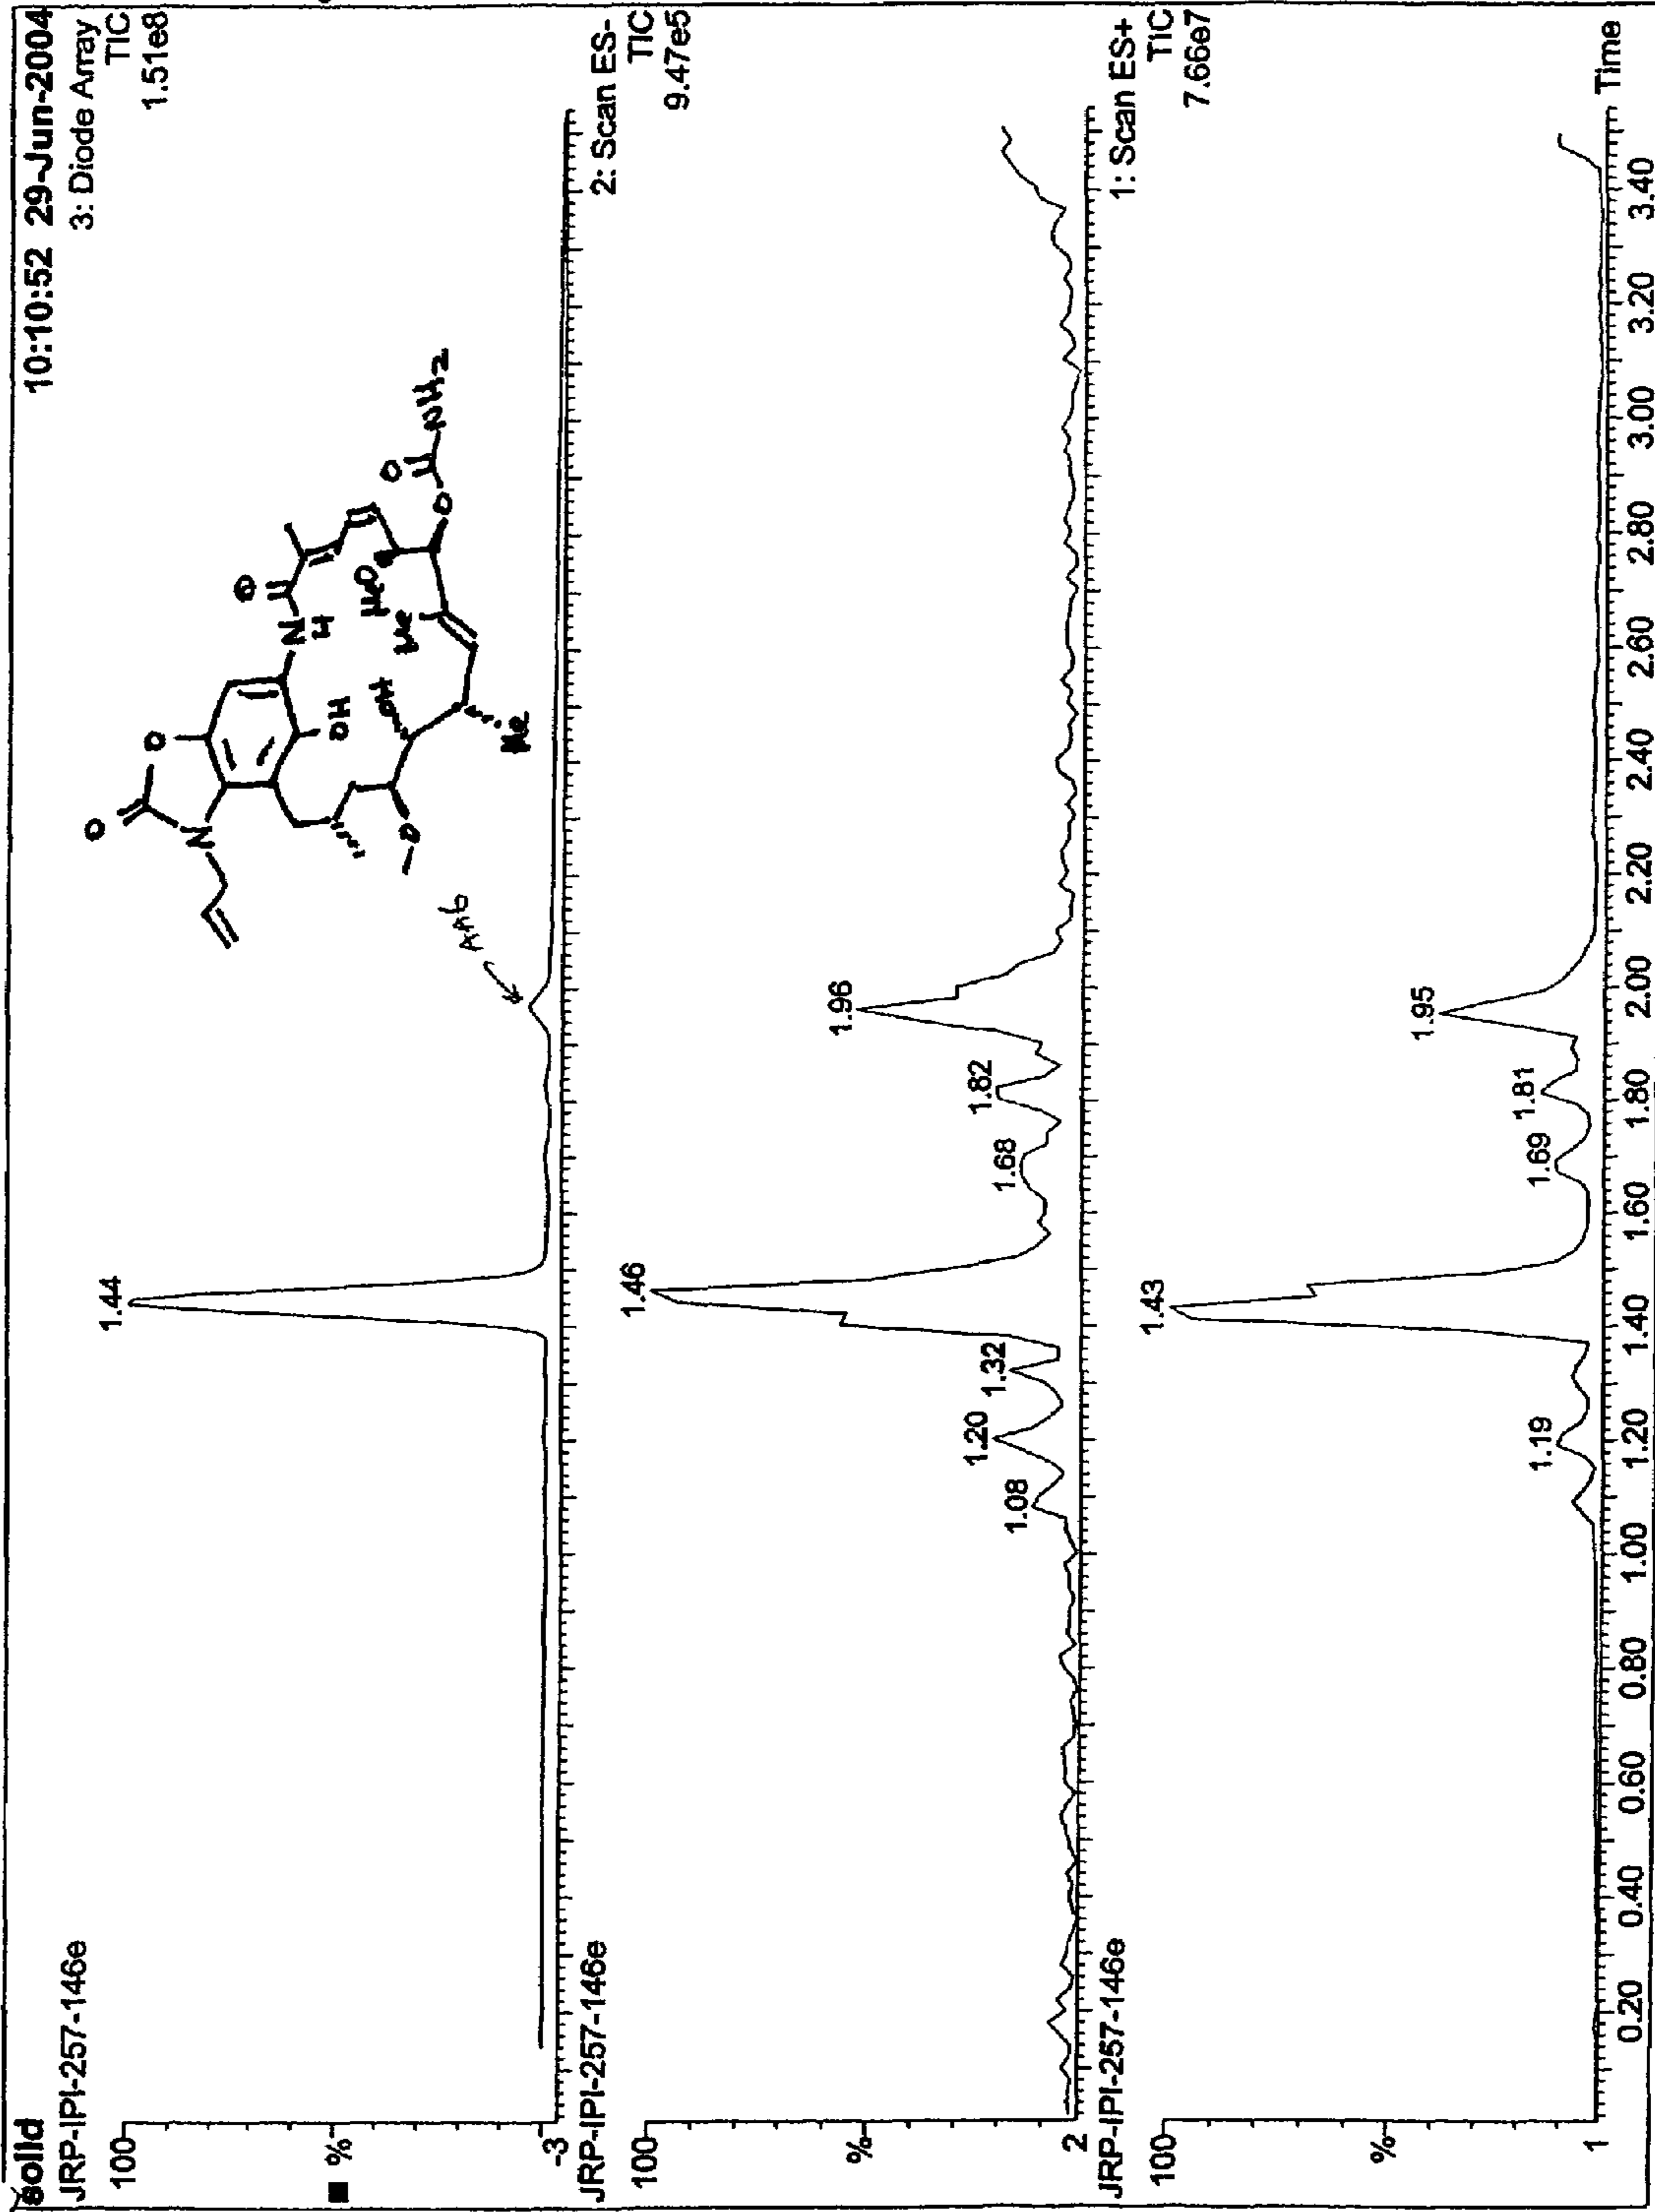 solid
10:10:52 29-Jun-2004
JRP-IPI-257-146e
3: Diode Array
TIC
1.51e8
100
%
-3
1.44
O
O
N
O
N
H
OH
OH
MeO
Me
O
NH2
O
Me
O
JRP-IPI-257-146e
2: Scan ES-
TIC
9.47e5
100
%
2
1.08
1.20
1.32
1.46
1.68
1.82
1.96
JRP-IPI-257-146e
1: Scan ES+
TIC
7.66e7
100
%
1
1.19
1.43
1.69
1.81
1.95
0.20 0.40 0.60 0.80 1.00 1.20 1.40 1.60 1.80 2.00 2.20 2.40 2.60 2.80 3.00 3.20 3.40
Time